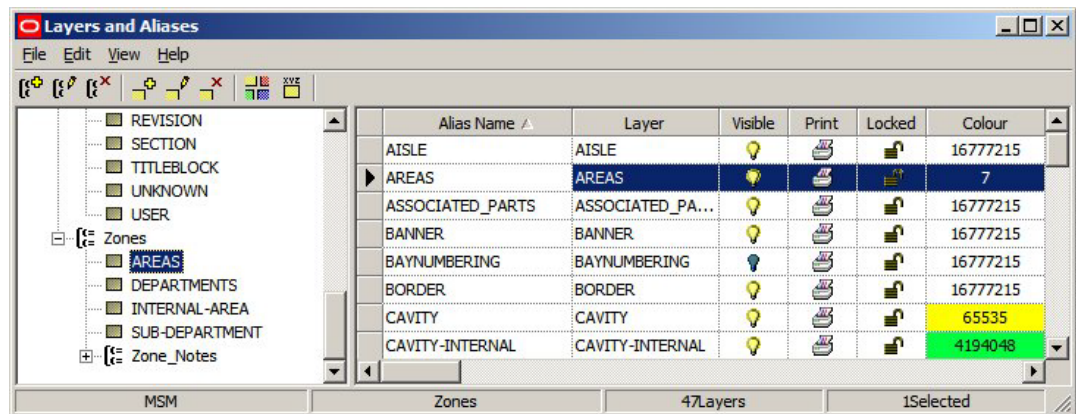 Layers and Aliases
File Edit View Help
XYZ
REVISION
SECTION
TITLEBLOCK
UNKNOWN
USER
Zones
AREAS
DEPARTMENTS
INTERNAL-AREA
SUB-DEPARTMENT
Zone_Notes
Alias Name Layer Visible Print Locked Colour
AISLE AISLE 16777215
AREAS AREAS 7
ASSOCIATED_PARTS ASSOCIATED_PA... 16777215
BANNER BANNER 16777215
BAYNUMBERING BAYNUMBERING 16777215
BORDER BORDER 16777215
CAVITY CAVITY 65535
CAVITY-INTERNAL CAVITY-INTERNAL 4194048
MSM Zones 47Layers 1Selected